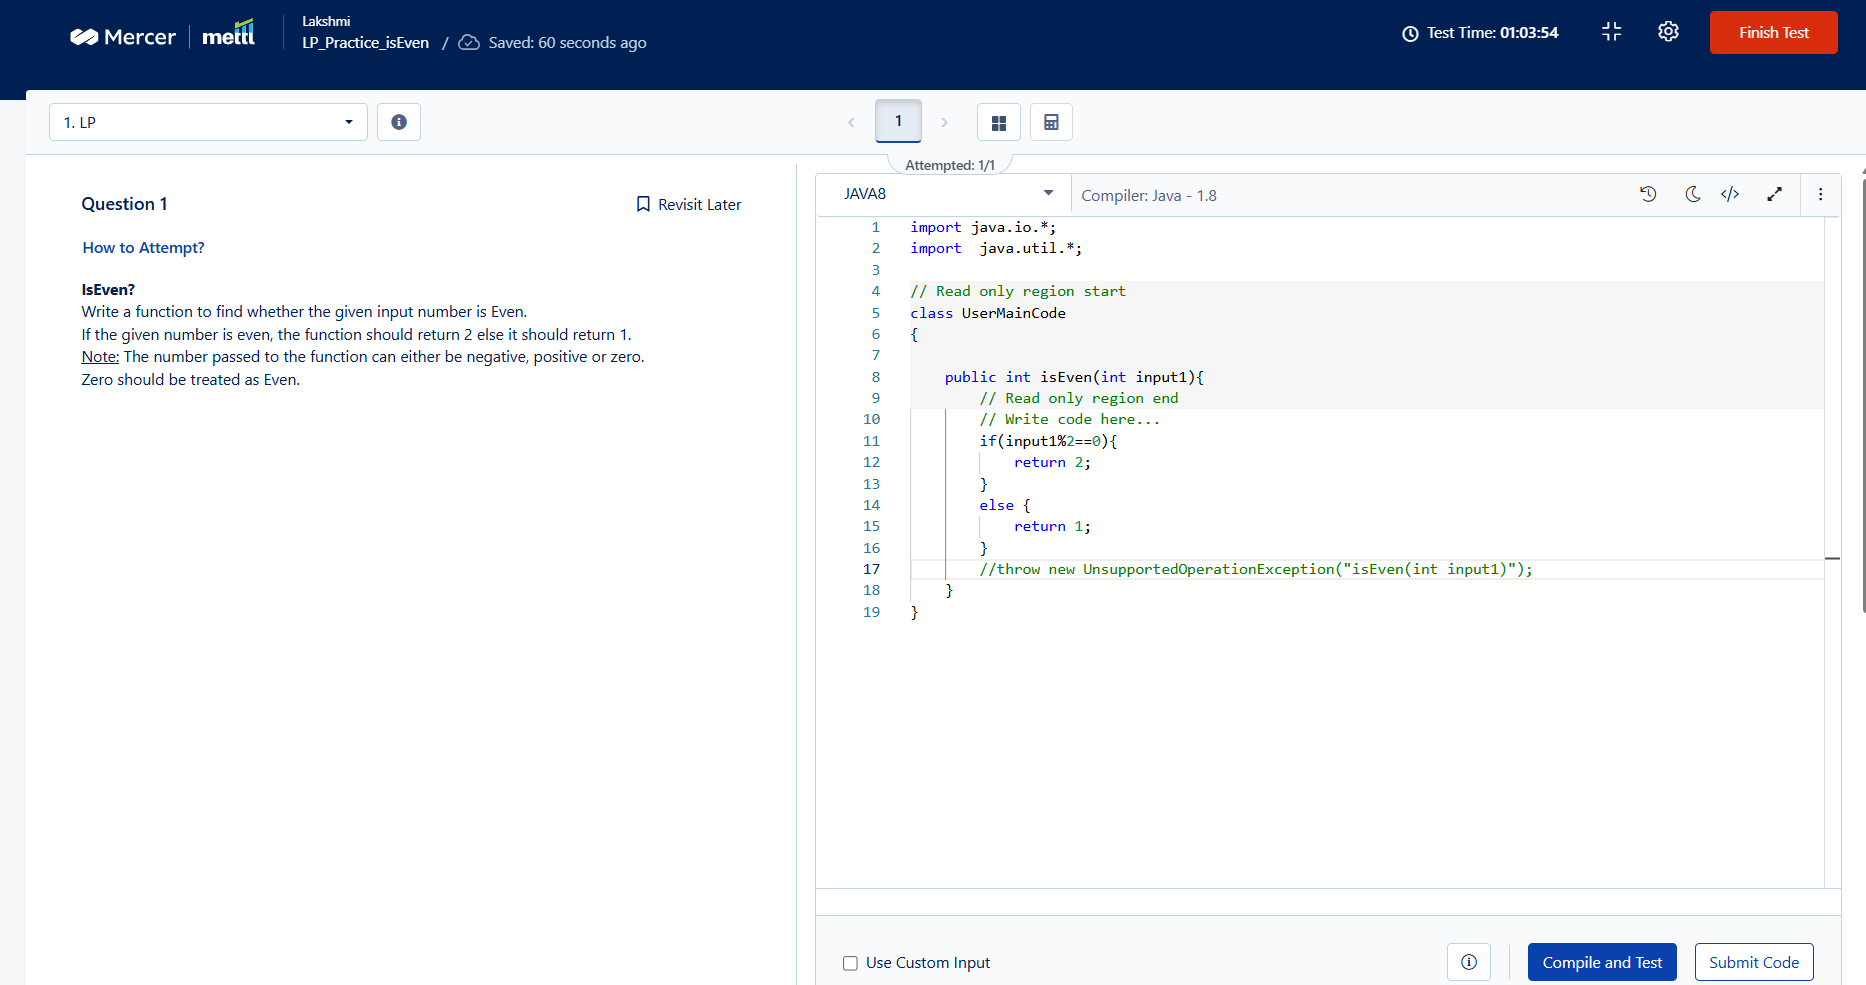 Mercer mettl
Lakshmi
LP_Practice_isEven / Saved: 60 seconds ago
Test Time: 01:03:54
Finish Test
1. LP
1
Attempted: 1/1
Question 1
Revisit Later
How to Attempt?
IsEven?
Write a function to find whether the given input number is Even.
If the given number is even, the function should return 2 else it should return 1.
Note: The number passed to the function can either be negative, positive or zero.
Zero should be treated as Even.
JAVA8
Compiler: Java - 1.8
1 import java.io.*;
2 import  java.util.*;
3
4 // Read only region start
5 class UserMainCode
6 {
7
8     public int isEven(int input1){
9         // Read only region end
10         // Write code here...
11         if(input1%2==0){
12             return 2;
13         }
14         else {
15             return 1;
16         }
17         //throw new UnsupportedOperationException("isEven(int input1)");
18     }
19 }
Use Custom Input
Compile and Test
Submit Code